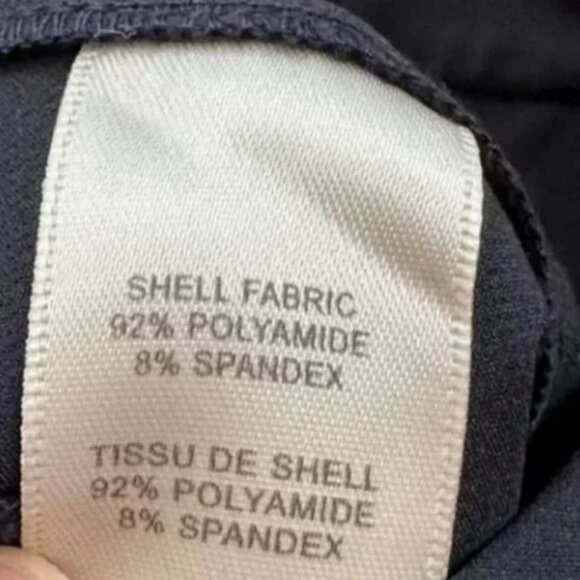 SHELL FABRIC
92% POLYAMIDE
8% SPANDEX
TISSU DE SHELL
92% POLYAMIDE
8% SPANDEX